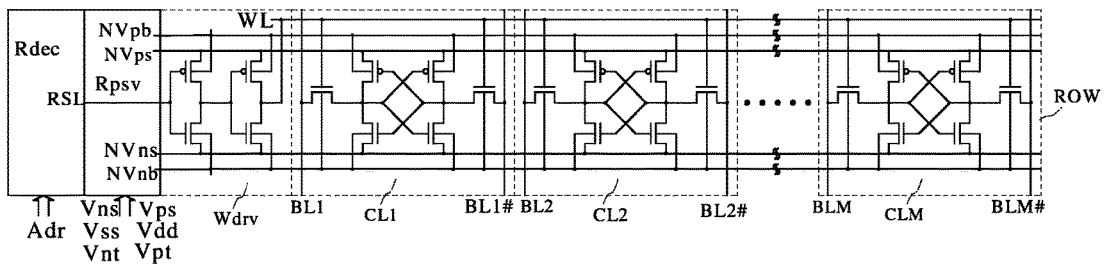 WL
NVpb
Rdec
NVps
Rpsv
RSL
ROW
NVns
NVnb
Vns Vps
Wdrv BL1 CL1 BL1# BL2 CL2 BL2# BLM CLM BLM#
Adr Vss Vdd
Vnt Vpt